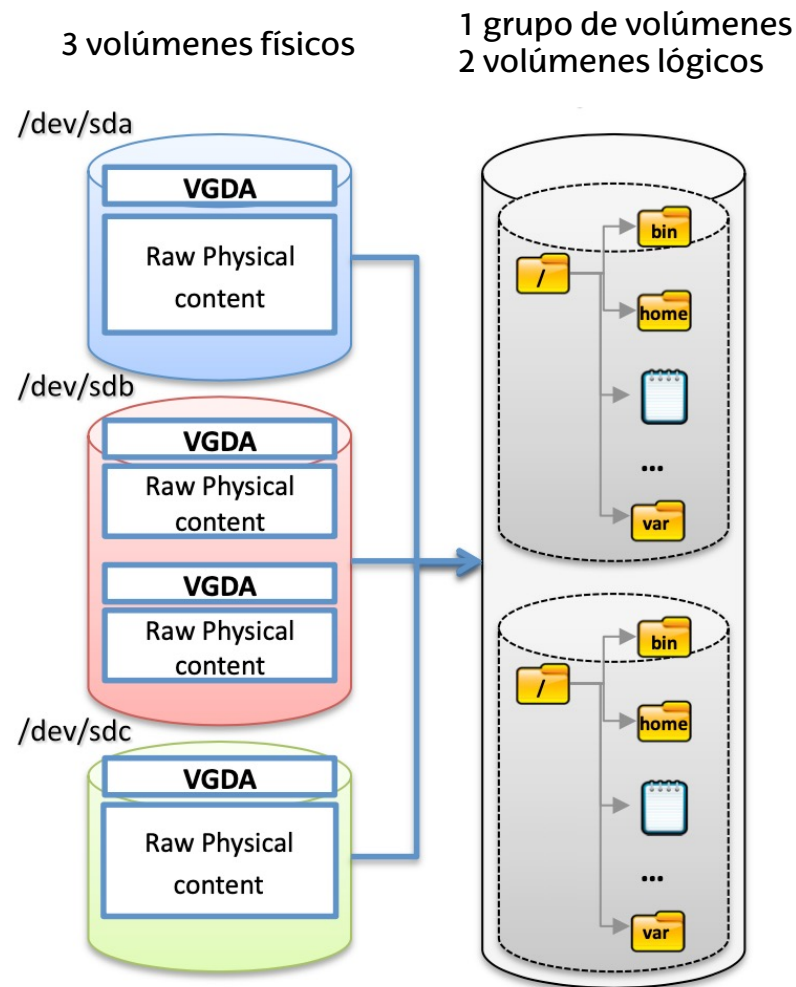 3 volúmenes físicos
1 grupo de volúmenes
2 volúmenes lógicos
/dev/sda
VGDA
Raw Physical
content
/dev/sdb
VGDA
Raw Physical
content
VGDA
Raw Physical
content
/dev/sdc
VGDA
Raw Physical
content
bin
/
home
...
var
bin
/
home
...
var